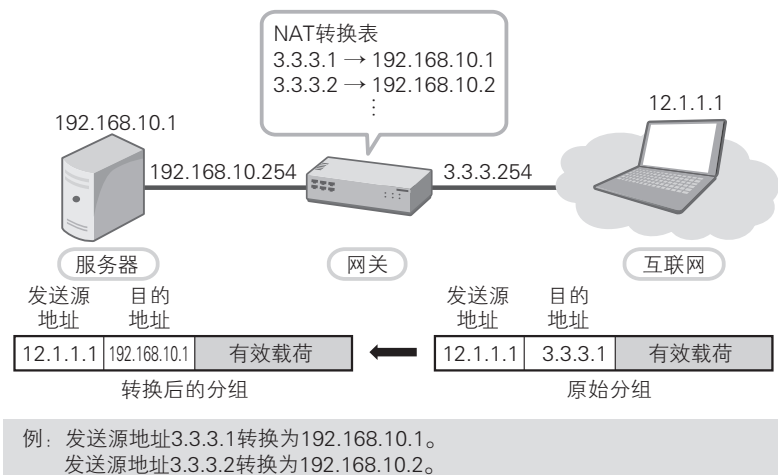 NAT转换表
3.3.3.1 → 192.168.10.1
3.3.3.2 → 192.168.10.2
⋮
192.168.10.1
12.1.1.1
192.168.10.254
3.3.3.254
服务器
网关
互联网
发送源
地址
目的
地址
发送源
地址
目的
地址
12.1.1.1 192.168.10.1 有效载荷
12.1.1.1 3.3.3.1 有效载荷
转换后的分组
原始分组
例：发送源地址3.3.3.1转换为192.168.10.1。
发送源地址3.3.3.2转换为192.168.10.2。